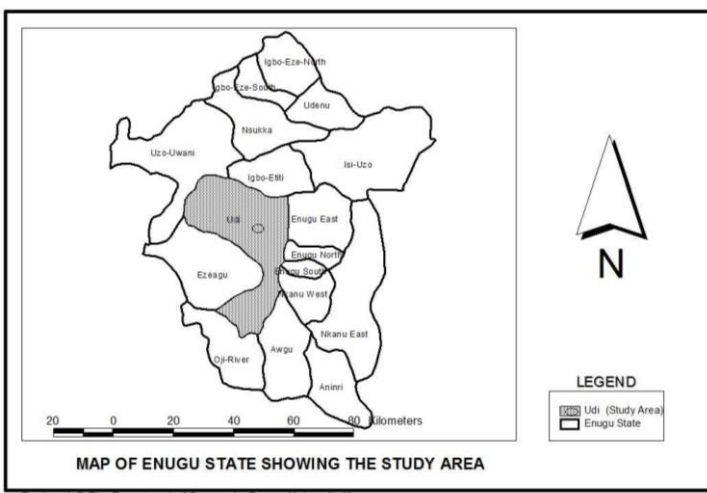 Igbo-Eze-North
Igbo-Eze-South
Udenu
Nsukka
Uzo-Uwani
Isi-Uzo
Igbo-Etiti
Udi
Enugu East
Enugu North
Enugu South
Ezeagu
Nkanu West
Nkanu East
Oji-River
Awgu
Aninri
N
20 0 20 40 60 80 Kilometers
LEGEND
Udi (Study Area)
Enugu State
MAP OF ENUGU STATE SHOWING THE STUDY AREA